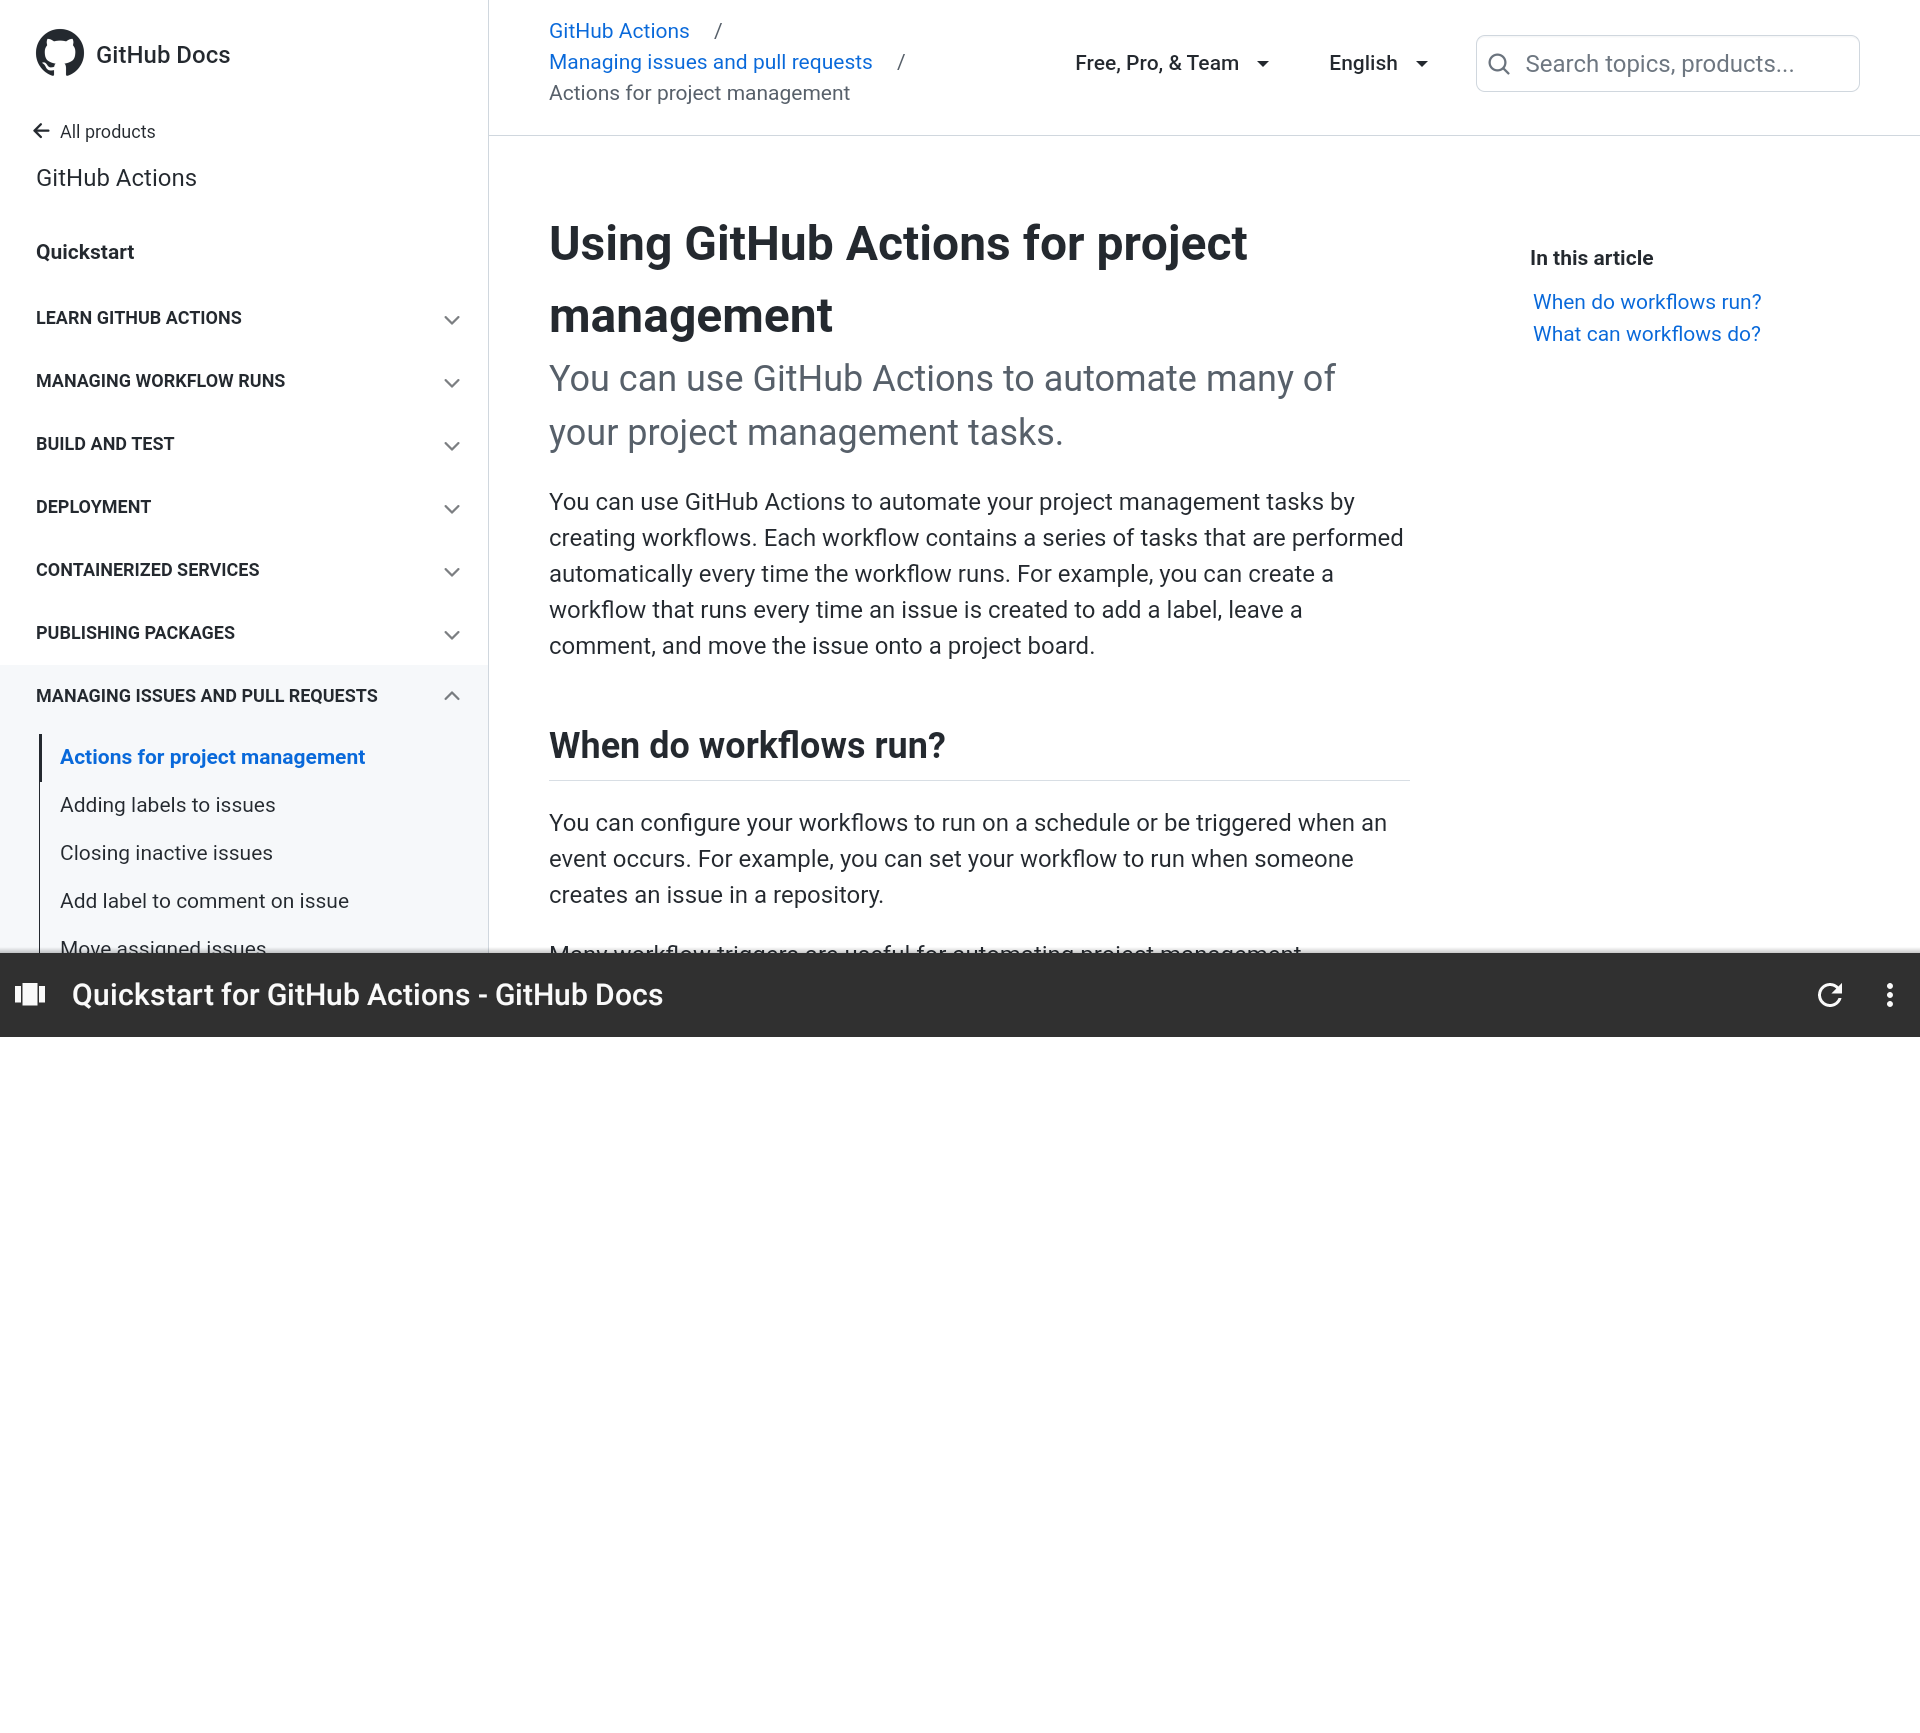 GitHub Docs
All products
GitHub Actions
Quickstart
LEARN GITHUB ACTIONS
MANAGING WORKFLOW RUNS
BUILD AND TEST
DEPLOYMENT
CONTAINERIZED SERVICES
PUBLISHING PACKAGES
MANAGING ISSUES AND PULL REQUESTS
Actions for project management
Adding labels to issues
Closing inactive issues
Add label to comment on issue
Move assigned issues
GitHub Actions /
Managing issues and pull requests /
Actions for project management
Free, Pro, & Team
English
Search topics, products...
Using GitHub Actions for project
management
You can use GitHub Actions to automate many of
your project management tasks.
You can use GitHub Actions to automate your project management tasks by
creating workflows. Each workflow contains a series of tasks that are performed
automatically every time the workflow runs. For example, you can create a
workflow that runs every time an issue is created to add a label, leave a
comment, and move the issue onto a project board.
When do workflows run?
You can configure your workflows to run on a schedule or be triggered when an
event occurs. For example, you can set your workflow to run when someone
creates an issue in a repository.
Many workflow triggers are useful for automating project management.
In this article
When do workflows run?
What can workflows do?
Quickstart for GitHub Actions - GitHub Docs